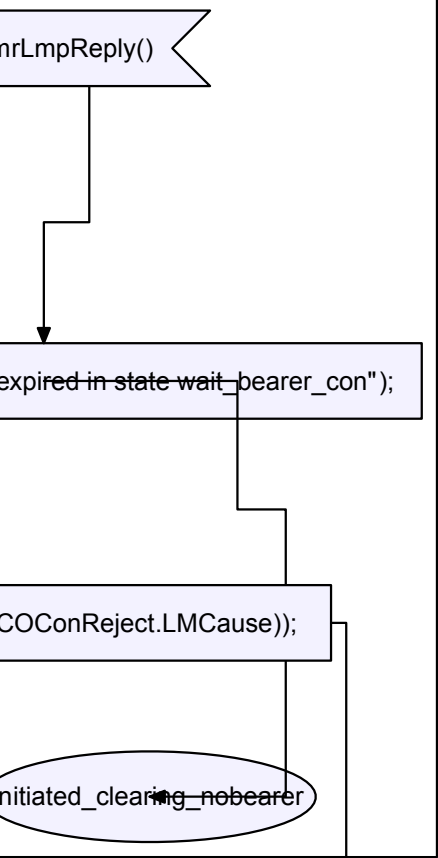 mrLmpReply()
expired in state wait_bearer_con");
COConReject.LMCause));
nitiated_clearing_nobearer